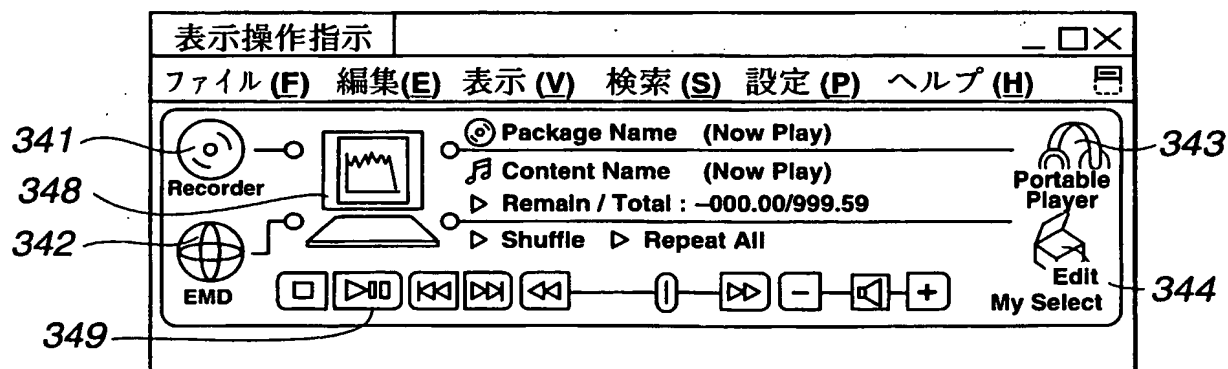 表示操作指示
ファイル (F) 編集(E) 表示 (V) 検索 (S) 設定 (P) ヘルプ (H)
341
Recorder
348
342
EMD
349
Package Name (Now Play)
Content Name (Now Play)
Remain / Total : –000.00/999.59
Shuffle Repeat All
343
Portable
Player
344
Edit
My Select